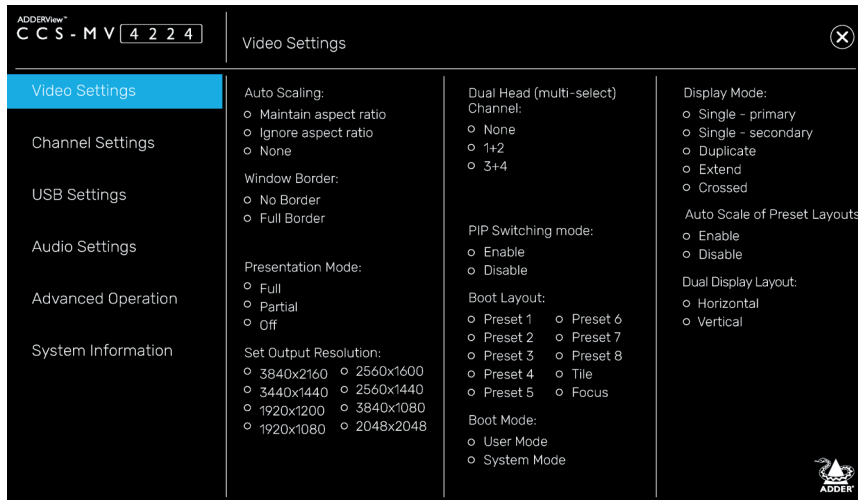 ADDERView™
CCS-MV 4224
Video Settings
Video Settings
Channel Settings
USB Settings
Audio Settings
Advanced Operation
System Information
Auto Scaling:
Maintain aspect ratio
Ignore aspect ratio
None
Window Border:
No Border
Full Border
Presentation Mode:
Full
Partial
Off
Set Output Resolution:
3840x2160 2560x1600
3440x1440 2560x1440
1920x1200 3840x1080
1920x1080 2048x2048
Dual Head (multi-select)
Channel:
None
1+2
3+4
PIP Switching mode:
Enable
Disable
Boot Layout:
Preset 1 Preset 6
Preset 2 Preset 7
Preset 3 Preset 8
Preset 4 Tile
Preset 5 Focus
Boot Mode:
User Mode
System Mode
Display Mode:
Single - primary
Single - secondary
Duplicate
Extend
Crossed
Auto Scale of Preset Layouts
Enable
Disable
Dual Display Layout:
Horizontal
Vertical
ADDER®